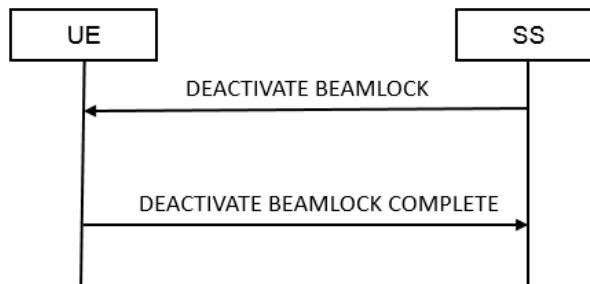 UE
SS
DEACTIVATE BEAMLOCK
DEACTIVATE BEAMLOCK COMPLETE